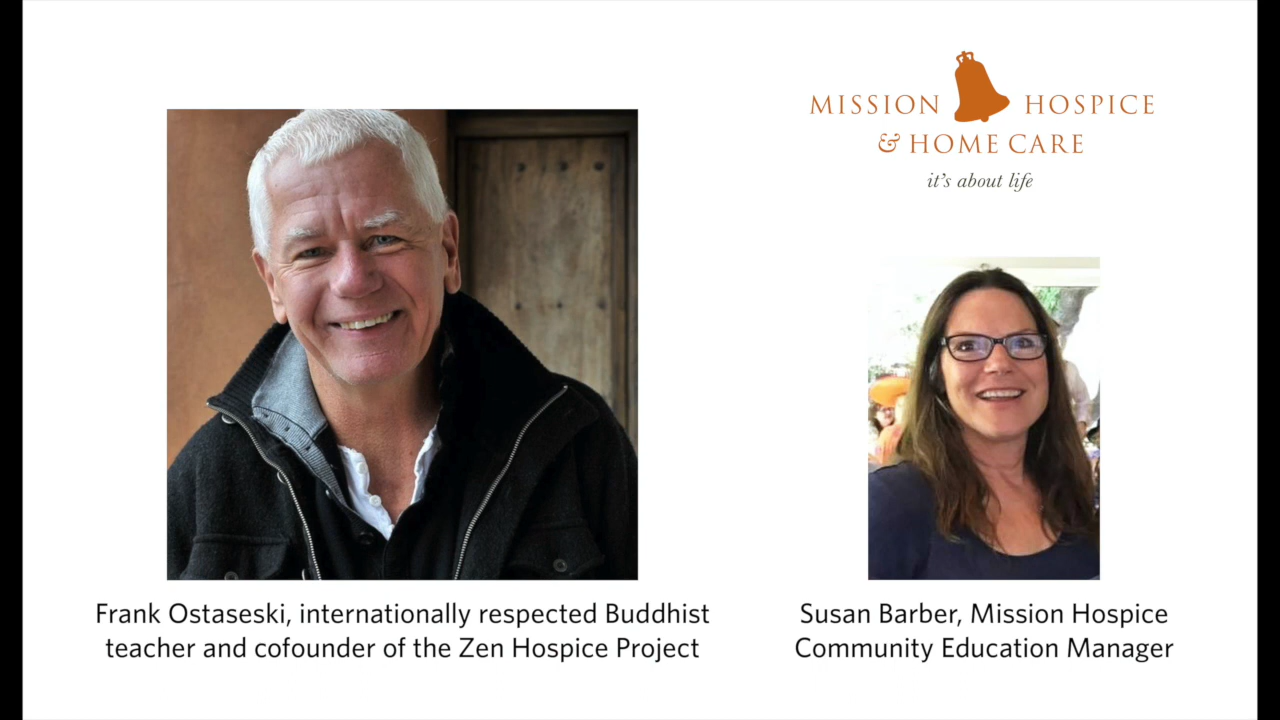 MISSION HOSPICE
& HOME CARE
it's about life
Frank Ostaseski, internationally respected Buddhist
teacher and cofounder of the Zen Hospice Project
Susan Barber, Mission Hospice
Community Education Manager